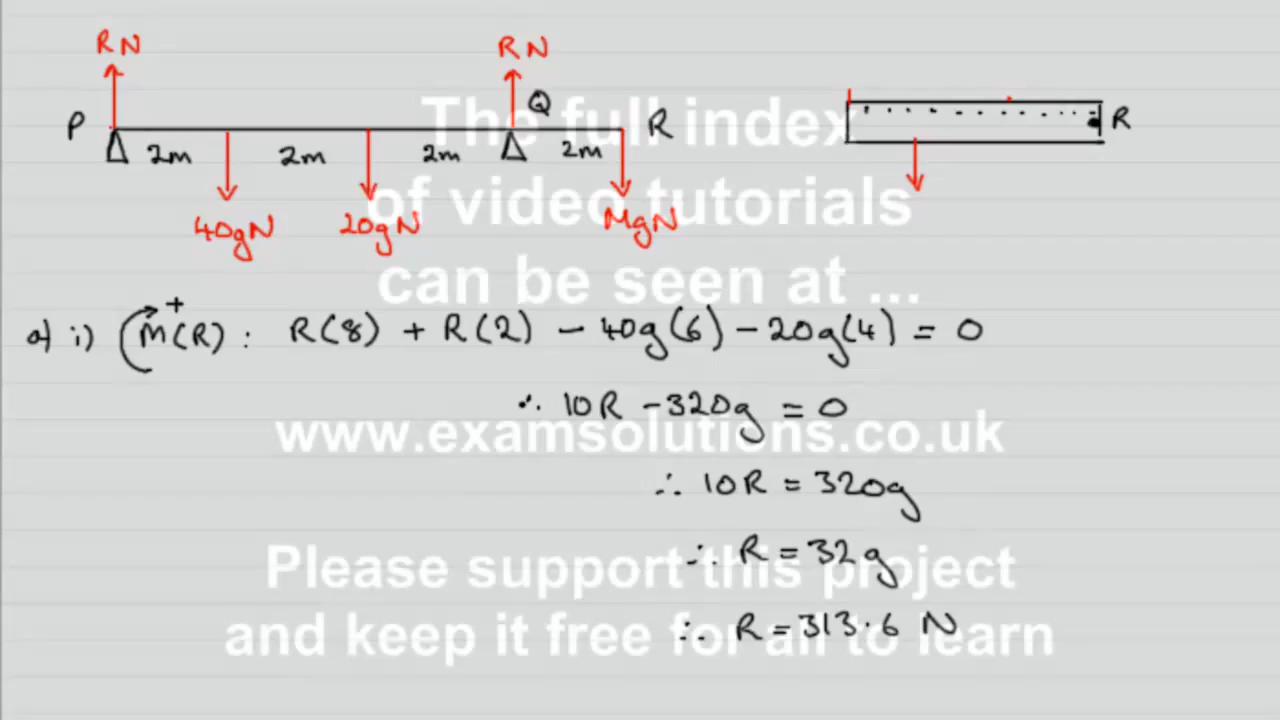 RN RN
P Q R R
2m 2m 2m 2m
40gN 20gN MgN
a) i) M(R): + R(8) + R(2) - 40g(6) - 20g(4) = 0
∴ 10R - 320g = 0
∴ 10R = 320g
∴ R = 32g
∴ R = 313.6 N
The full index
of video tutorials
can be seen at ...
www.examsolutions.co.uk
Please support this project
and keep it free for all to learn